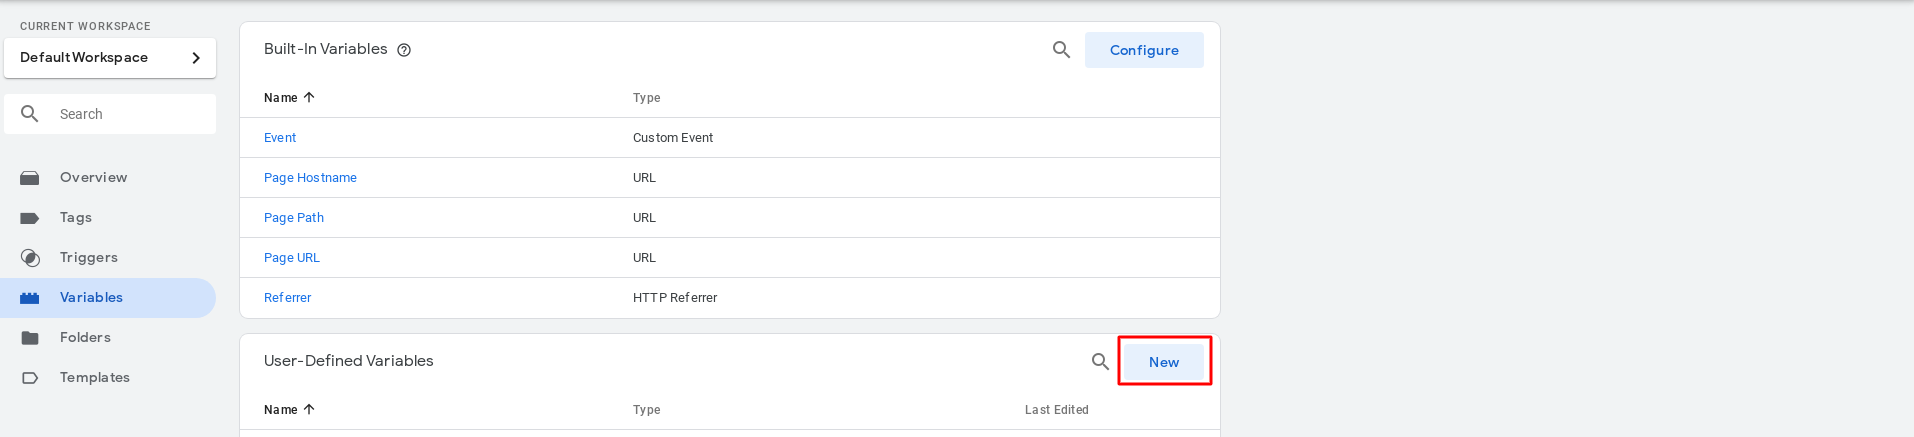 CURRENT WORKSPACE
Default Workspace
Search
Overview
Tags
Triggers
Variables
Folders
Templates
Built-In Variables
Configure
Name Type
Event Custom Event
Page Hostname URL
Page Path URL
Page URL URL
Referrer HTTP Referrer
User-Defined Variables
New
Name Type Last Edited